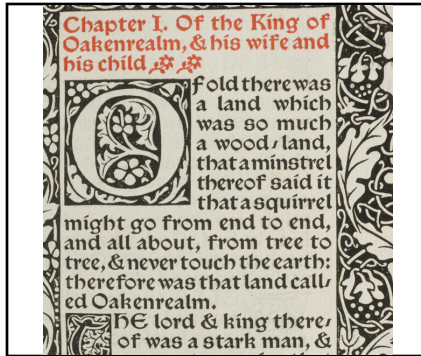 Chapter I. Of the King of
Oakenrealm, & his wife and
his child
Of old there was
a land which
was so much
a wood-land,
that a minstrel
thereof said it
that a squirrel
might go from end to end,
and all about, from tree to
tree, & never touch the earth:
therefore was that land call-
ed Oakenrealm.
THE lord & king there-
of was a stark man, &